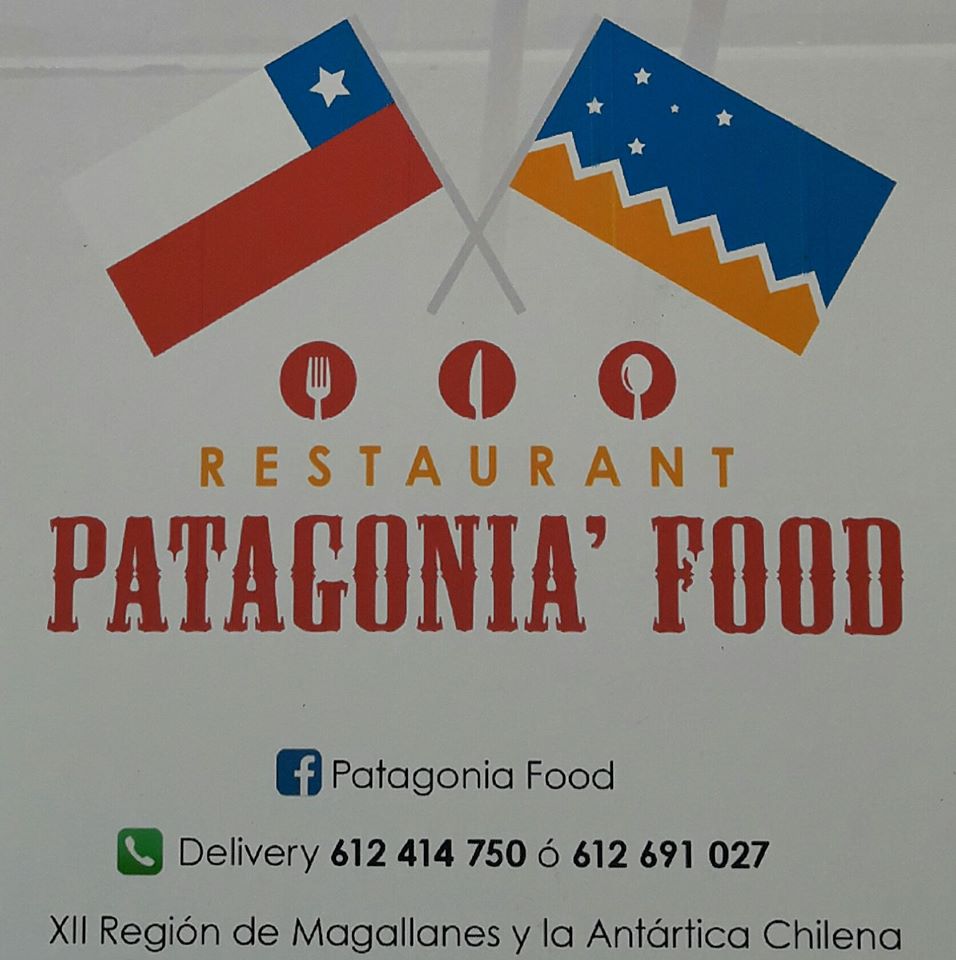 RESTAURANT
PATAGONIA' FOOD
Patagonia Food
Delivery 612 414 750 ó 612 691 027
XII Región de Magallanes y la Antártica Chilena